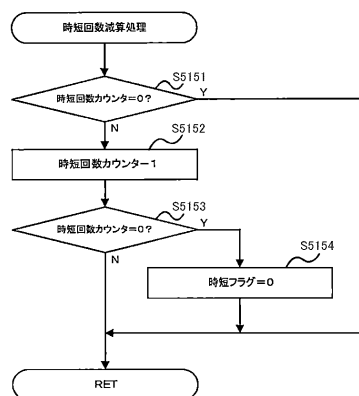 時短回数減算処理
S5151
時短回数カウンター=0?
Y
N
S5152
時短回数カウンター1
S5153
時短回数カウンタ=0?
Y
N
S5154
時短フラグ=0
RET